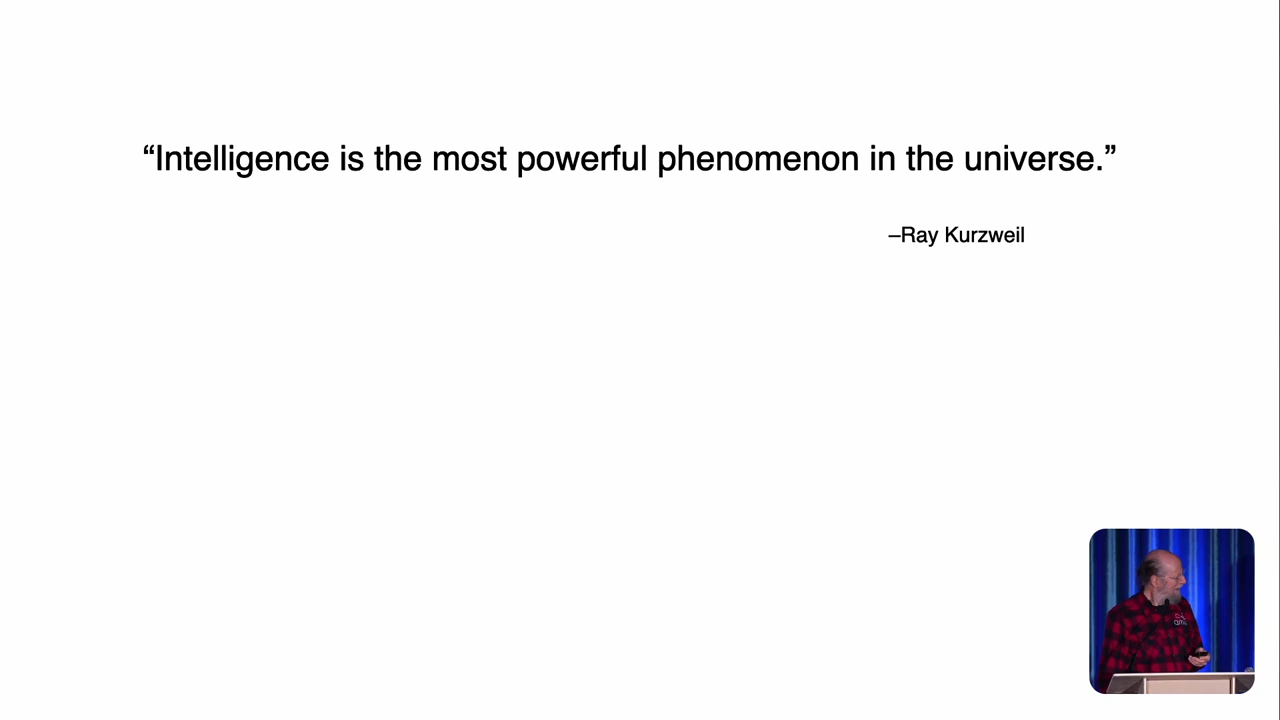 “Intelligence is the most powerful phenomenon in the universe.”
–Ray Kurzweil